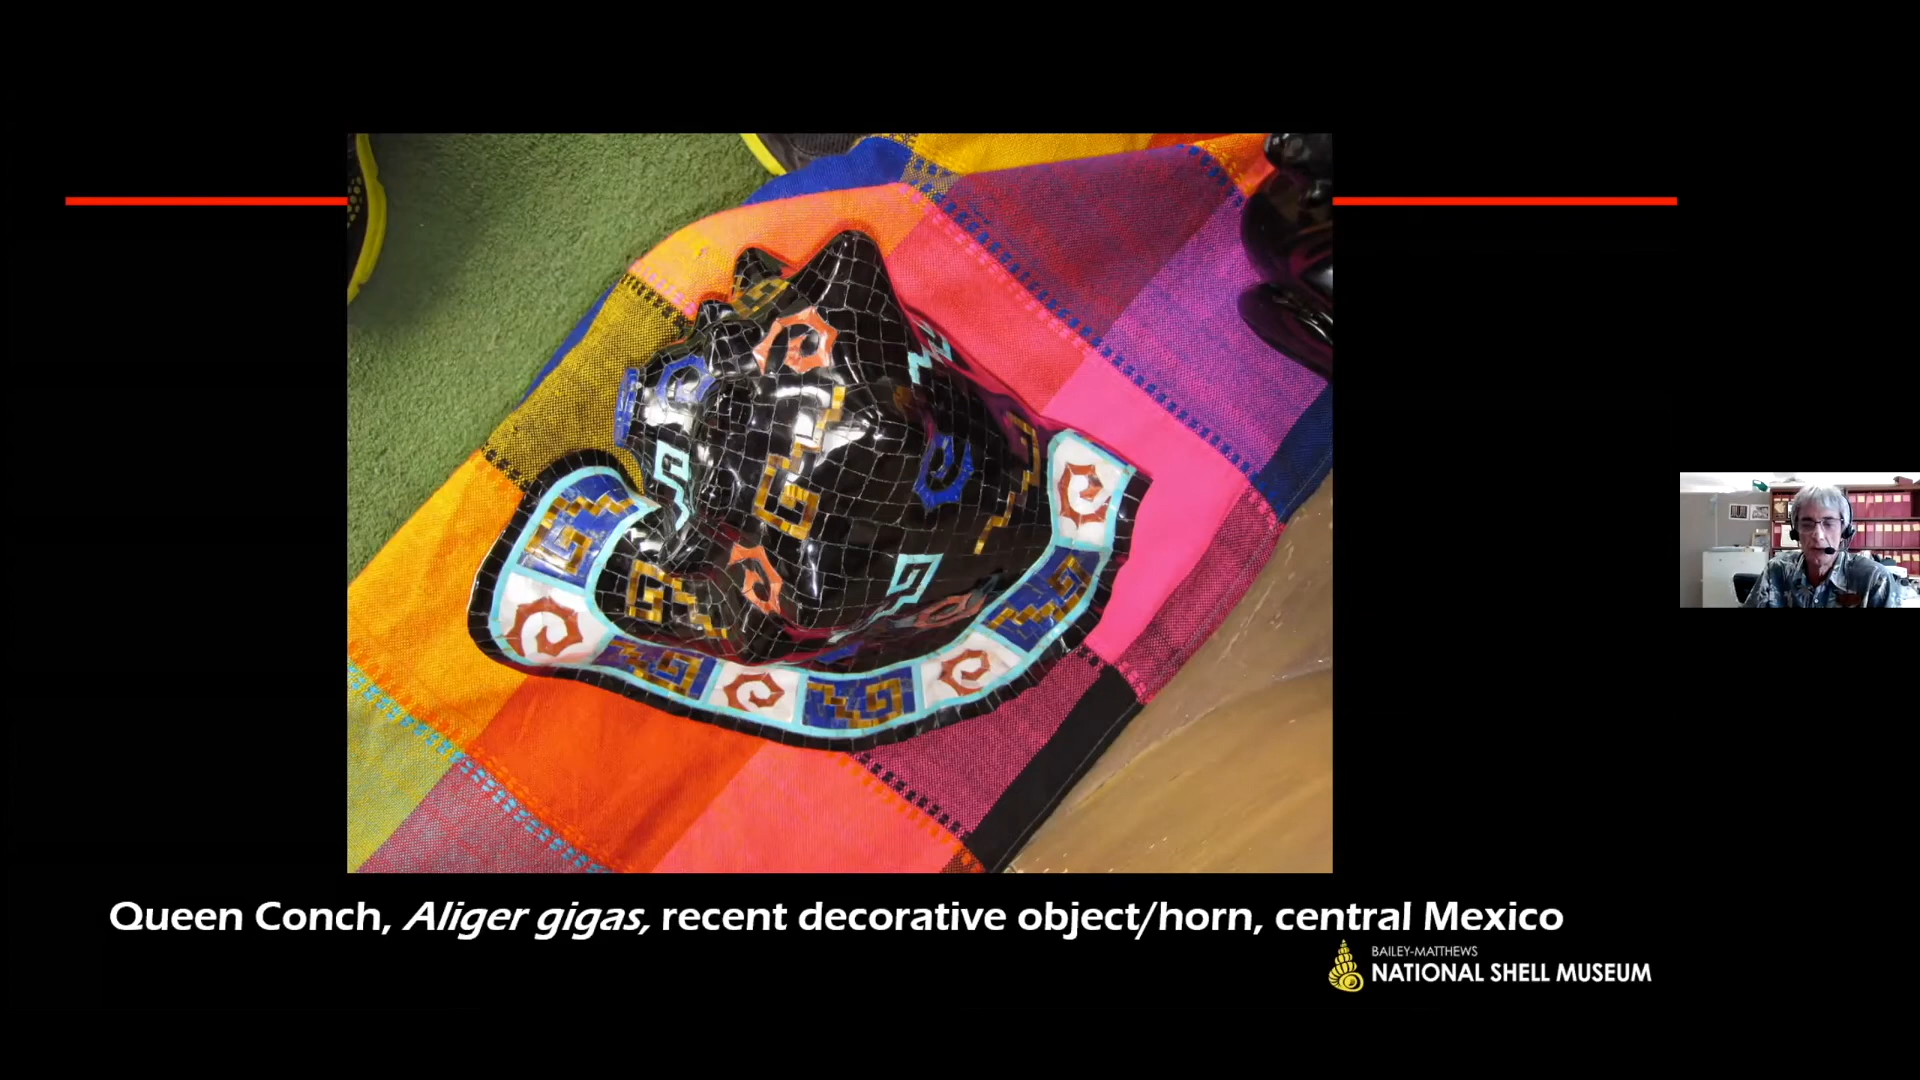 Queen Conch, Aliger gigas, recent decorative object/horn, central Mexico
BAILEY-MATTHEWS
NATIONAL SHELL MUSEUM